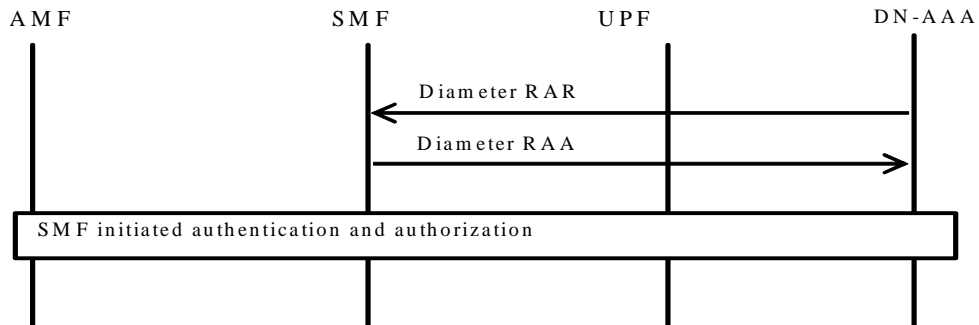 AMF SMF UPF DN-AAA
Diameter RAR
Diameter RAA
SMF initiated authentication and authorization